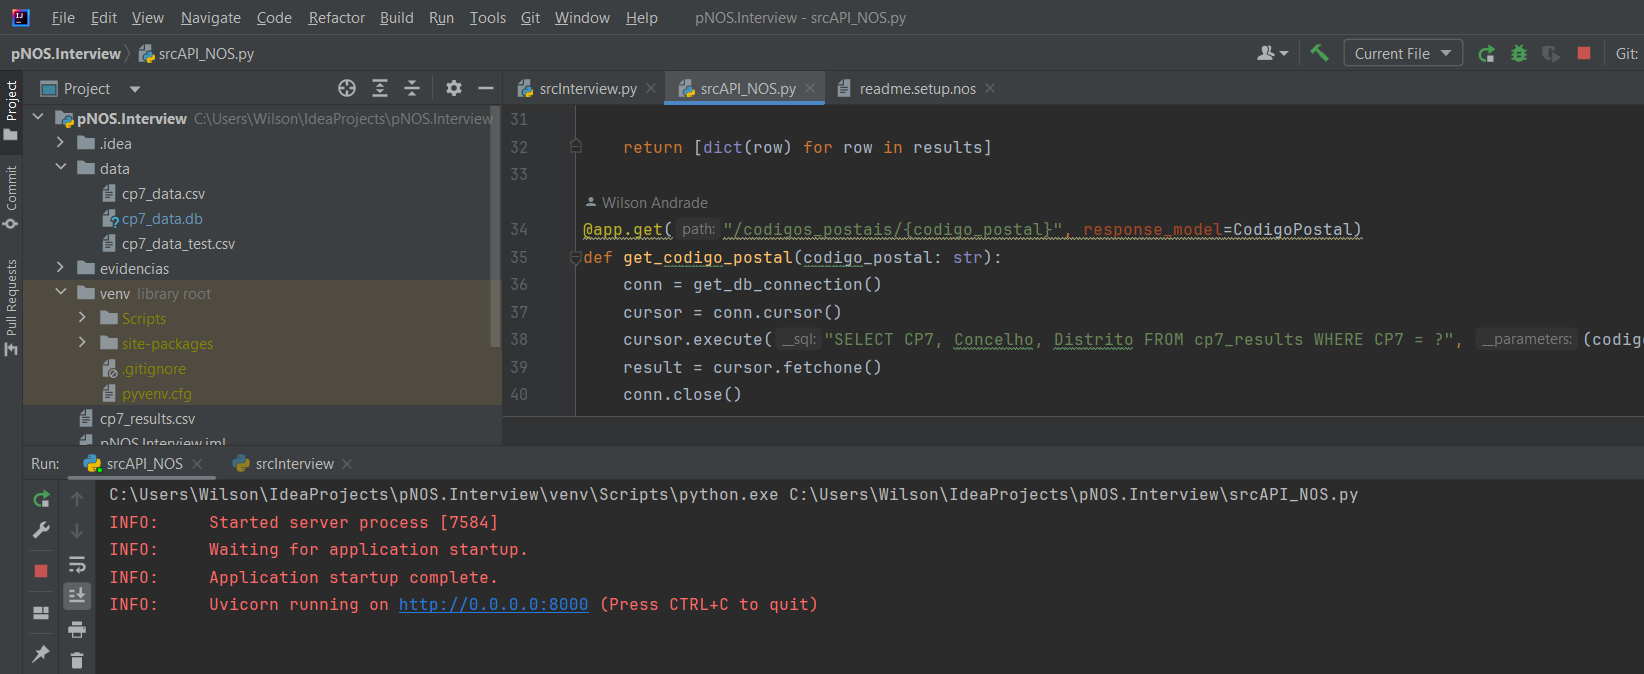 File Edit View Navigate Code Refactor Build Run Tools Git Window Help pNOS.Interview - srcAPI_NOS.py
pNOS.Interview srcAPI_NOS.py Current File Git:
Project
Commit
Pull Requests
Project
pNOS.Interview C:\Users\Wilson\IdeaProjects\pNOS.Interview
.idea
data
cp7_data.csv
cp7_data.db
cp7_data_test.csv
evidencias
venv library root
Scripts
site-packages
.gitignore
pyvenv.cfg
cp7_results.csv
pNOS.Interview.iml
srcInterview.py srcAPI_NOS.py readme.setup.nos
31
32 return [dict(row) for row in results]
33
Wilson Andrade
34 @app.get( path: "/codigos_postais/{codigo_postal}", response_model=CodigoPostal)
35 def get_codigo_postal(codigo_postal: str):
36 conn = get_db_connection()
37 cursor = conn.cursor()
38 cursor.execute( __sql: "SELECT CP7, Concelho, Distrito FROM cp7_results WHERE CP7 = ?", __parameters: (codig
39 result = cursor.fetchone()
40 conn.close()
Run: srcAPI_NOS srcInterview
C:\Users\Wilson\IdeaProjects\pNOS.Interview\venv\Scripts\python.exe C:\Users\Wilson\IdeaProjects\pNOS.Interview\srcAPI_NOS.py
INFO: Started server process [7584]
INFO: Waiting for application startup.
INFO: Application startup complete.
INFO: Uvicorn running on http://0.0.0.0:8000 (Press CTRL+C to quit)